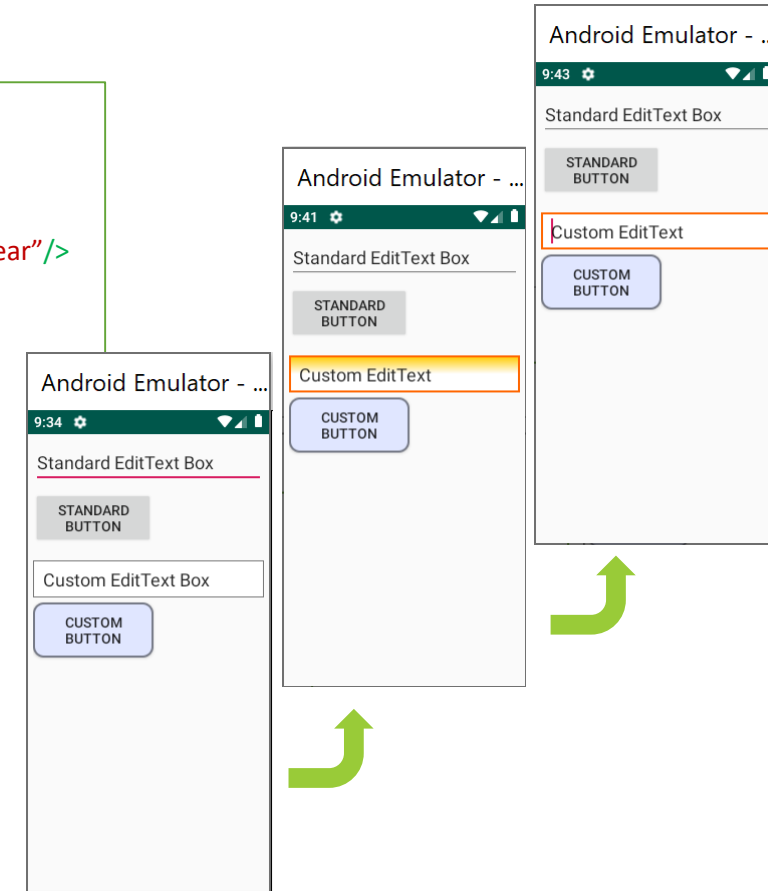 ear”/>
Android Emulator - ...
9:34
Standard EditText Box
STANDARD
BUTTON
Custom EditText Box
CUSTOM
BUTTON
Android Emulator - ...
9:41
Standard EditText Box
STANDARD
BUTTON
Custom EditText
CUSTOM
BUTTON
Android Emulator - ..
9:43
Standard EditText Box
STANDARD
BUTTON
Custom EditText
CUSTOM
BUTTON